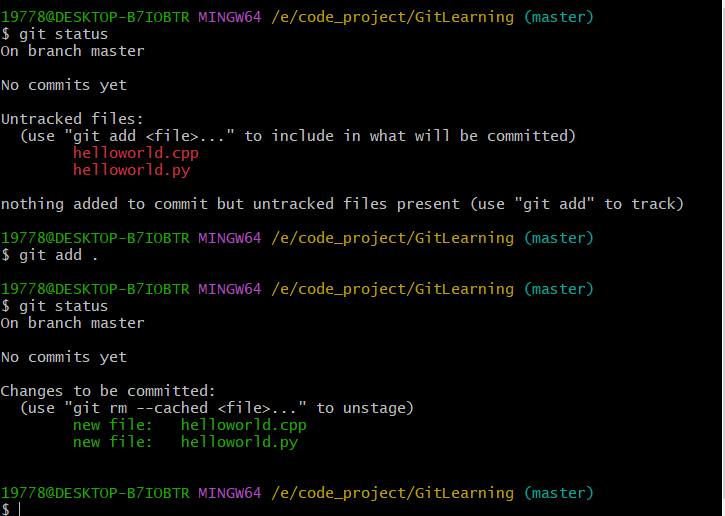 19778@DESKTOP-B7IOBTR MINGW64 /e/code_project/GitLearning (master)
$ git status
On branch master
No commits yet
Untracked files:
  (use "git add <file>..." to include in what will be committed)
        helloworld.cpp
        helloworld.py
nothing added to commit but untracked files present (use "git add" to track)
19778@DESKTOP-B7IOBTR MINGW64 /e/code_project/GitLearning (master)
$ git add .
19778@DESKTOP-B7IOBTR MINGW64 /e/code_project/GitLearning (master)
$ git status
On branch master
No commits yet
Changes to be committed:
  (use "git rm --cached <file>..." to unstage)
        new file:   helloworld.cpp
        new file:   helloworld.py
19778@DESKTOP-B7IOBTR MINGW64 /e/code_project/GitLearning (master)
$